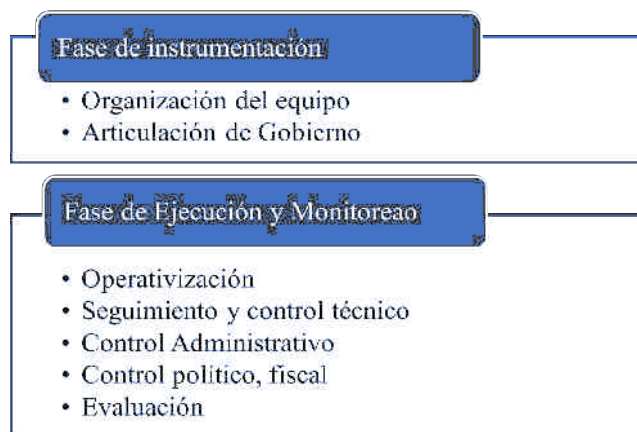 Fase de instrumentación
• Organización del equipo
• Articulación de Gobierno
Fase de Ejecución y Monitoreao
• Operativización
• Seguimiento y control técnico
• Control Administrativo
• Control politico, fiscal
• Evaluación